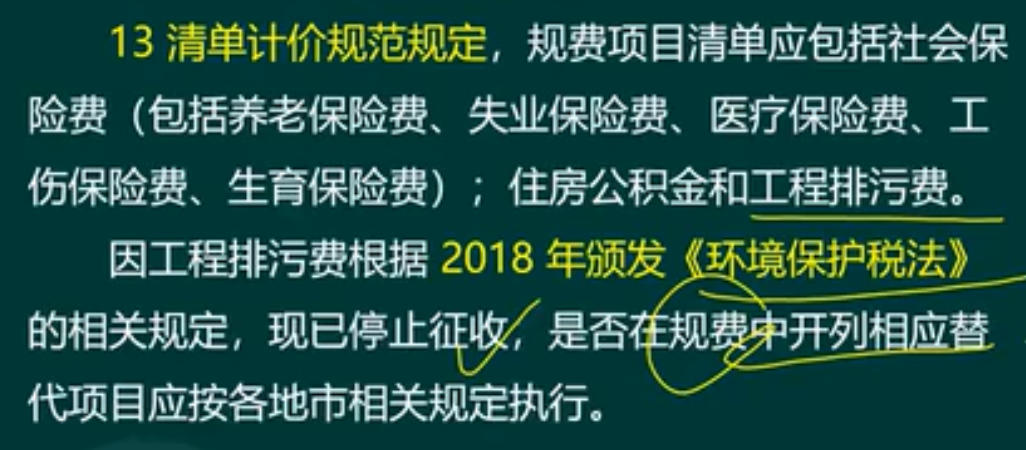 13 清单计价规范规定，规费项目清单应包括社会保
险费（包括养老保险费、失业保险费、医疗保险费、工
伤保险费、生育保险费）；住房公积金和工程排污费。
因工程排污费根据 2018 年颁发《环境保护税法》
的相关规定，现已停止征收，是否在规费中开列相应替
代项目应按各地市相关规定执行。